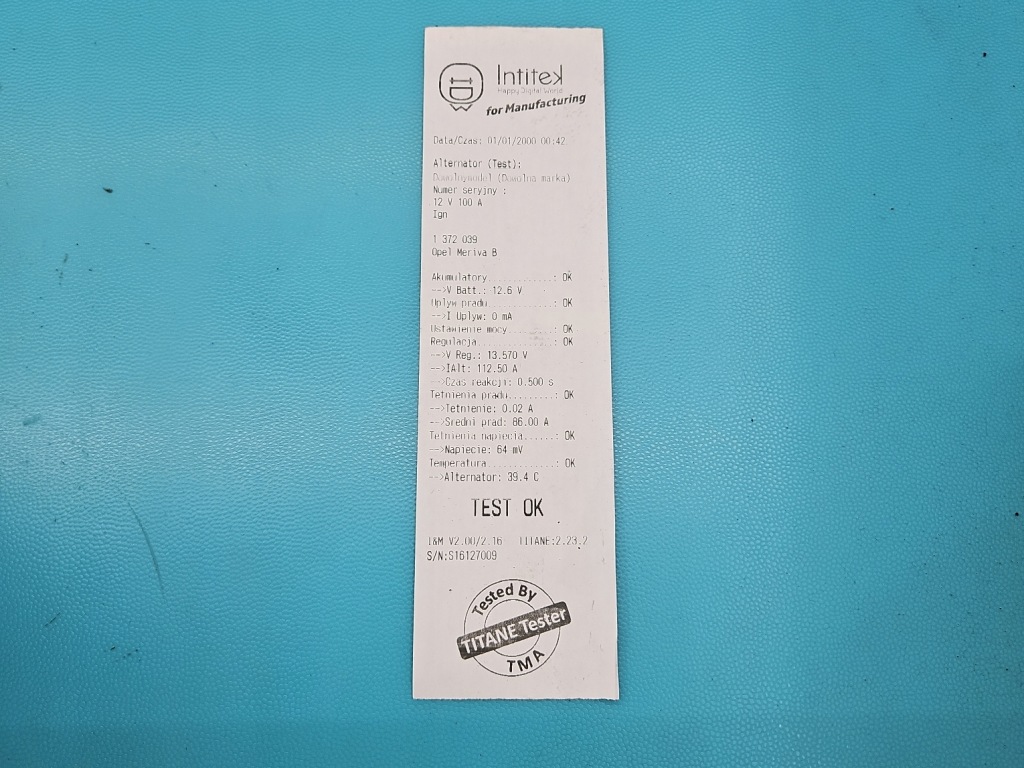 Intitek
Happy Digital World
for Manufacturing
Data/Czas: 01/01/2000 00:42
Alternator (Test):
Dowolnymodel (Dowolna marka)
Numer seryjny :
12 V 100 A
Ign
1 372 039
Opel Meriva B
Akumulatory............: OK
-->V Batt.: 12.6 V
Uplyw pradu............: OK
-->I Uplyw: 0 mA
Ustawienie mocy........: OK
Regulacja..............: OK
-->V Reg.: 13.570 V
-->IAlt: 112.50 A
-->Czas reakcji: 0.500 s
Tetnienia pradu........: OK
-->Tetnienie: 0.02 A
-->Sredni prad: 86.00 A
Tetnienia napiecia.....: OK
-->Napiecie: 64 mV
Temperatura............: OK
-->Alternator: 39.4 C
TEST OK
I&M V2.00/2.16 TITANE:2.23.2
S/N:S16127009
Tested By
TITANE Tester
TMA